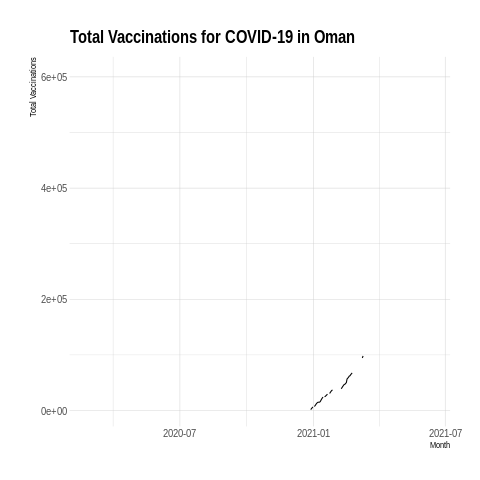 Total Vaccinations for COVID-19 in Oman
Total Vaccinations
6e+05
4e+05
2e+05
0e+00
2020-07
2021-01
2021-07
Month